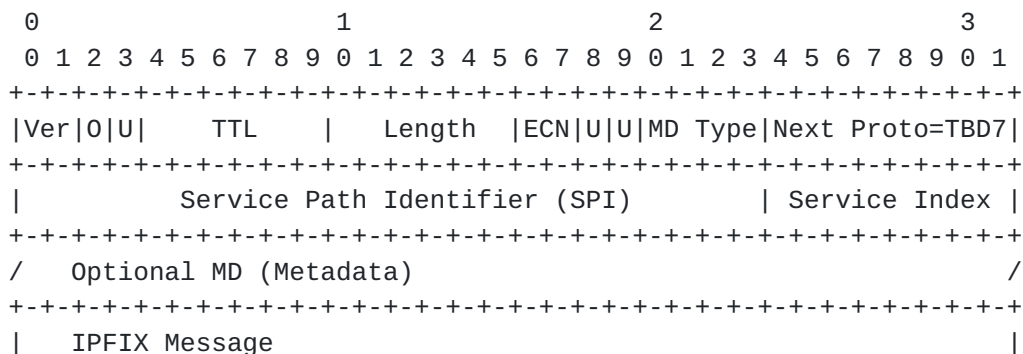 0                   1                   2                   3
 0 1 2 3 4 5 6 7 8 9 0 1 2 3 4 5 6 7 8 9 0 1 2 3 4 5 6 7 8 9 0 1
+-+-+-+-+-+-+-+-+-+-+-+-+-+-+-+-+-+-+-+-+-+-+-+-+-+-+-+-+-+-+-+-+
|Ver|O|U|    TTL    |   Length  |ECN|U|U|MD Type|Next Proto=TBD7|
+-+-+-+-+-+-+-+-+-+-+-+-+-+-+-+-+-+-+-+-+-+-+-+-+-+-+-+-+-+-+-+-+
|          Service Path Identifier (SPI)        | Service Index |
+-+-+-+-+-+-+-+-+-+-+-+-+-+-+-+-+-+-+-+-+-+-+-+-+-+-+-+-+-+-+-+-+
/   Optional MD (Metadata)                                      /
+-+-+-+-+-+-+-+-+-+-+-+-+-+-+-+-+-+-+-+-+-+-+-+-+-+-+-+-+-+-+-+-+
|   IPFIX Message                                               |